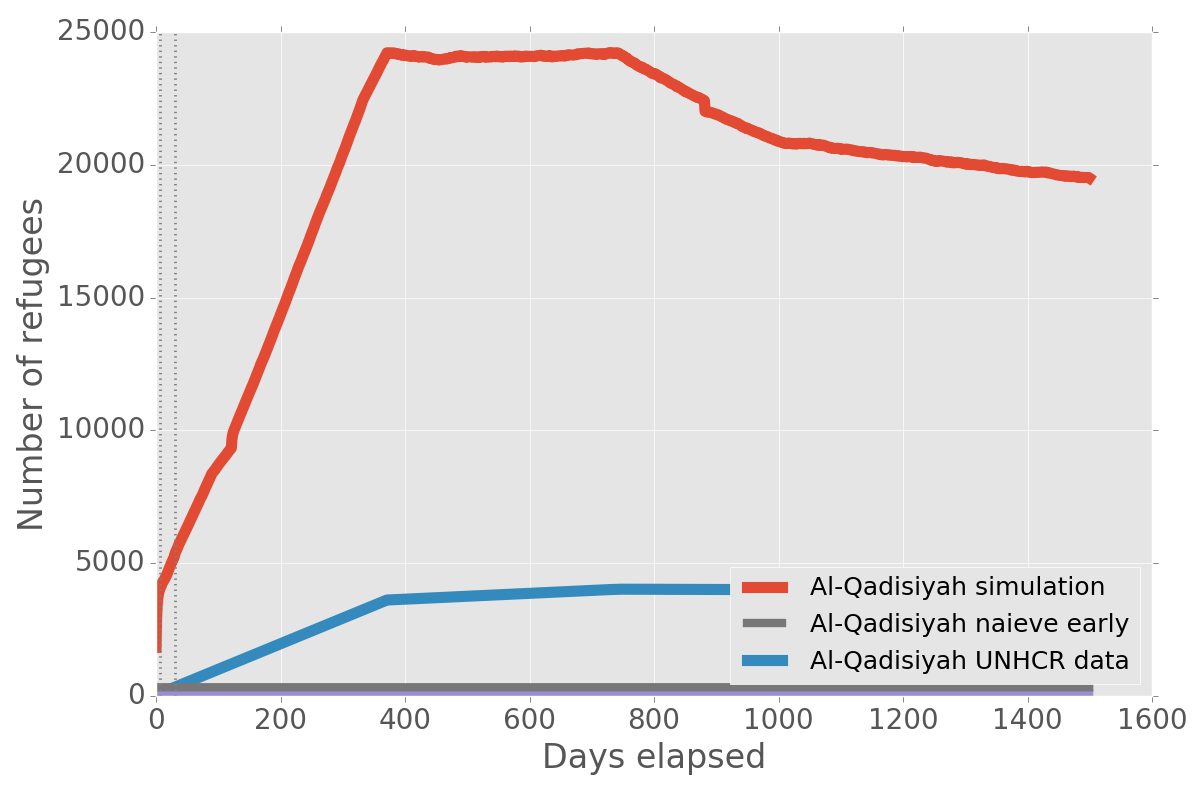 25000
20000
15000
10000
5000
0
Number of refugees
0 200 400 600 800 1000 1200 1400 1600
Days elapsed
Al-Qadisiyah simulation
Al-Qadisiyah naieve early
Al-Qadisiyah UNHCR data